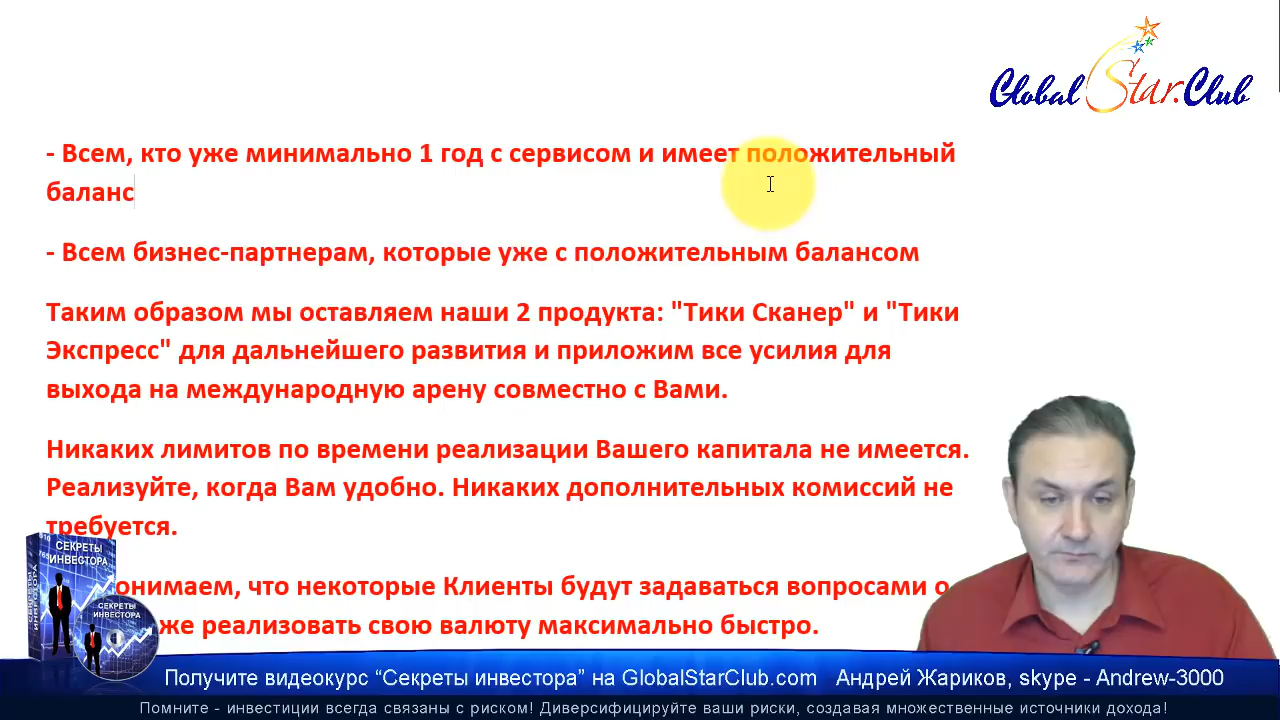 Global Star.Club
- Всем, кто уже минимально 1 год с сервисом и имеет положительный
баланс
- Всем бизнес-партнерам, которые уже с положительным балансом
Таким образом мы оставляем наши 2 продукта: "Тики Сканер" и "Тики
Экспресс" для дальнейшего развития и приложим все усилия для
выхода на международную арену совместно с Вами.
Никаких лимитов по времени реализации Вашего капитала не имеется.
Реализуйте, когда Вам удобно. Никаких дополнительных комиссий не
требуется.
онимаем, что некоторые Клиенты будут задаваться вопросами о
же реализовать свою валюту максимально быстро.
СЕКРЕТЫ
ИНВЕСТОРА
СЕКРЕТЫ
ИНВЕСТОРА
СЕКРЕТЫ
ИНВЕСТОРА
Получите видеокурс “Секреты инвестора” на GlobalStarClub.com Андрей Жариков, skype - Andrew-3000
Помните - инвестиции всегда связаны с риском! Диверсифицируйте ваши риски, создавая множественные источники дохода!